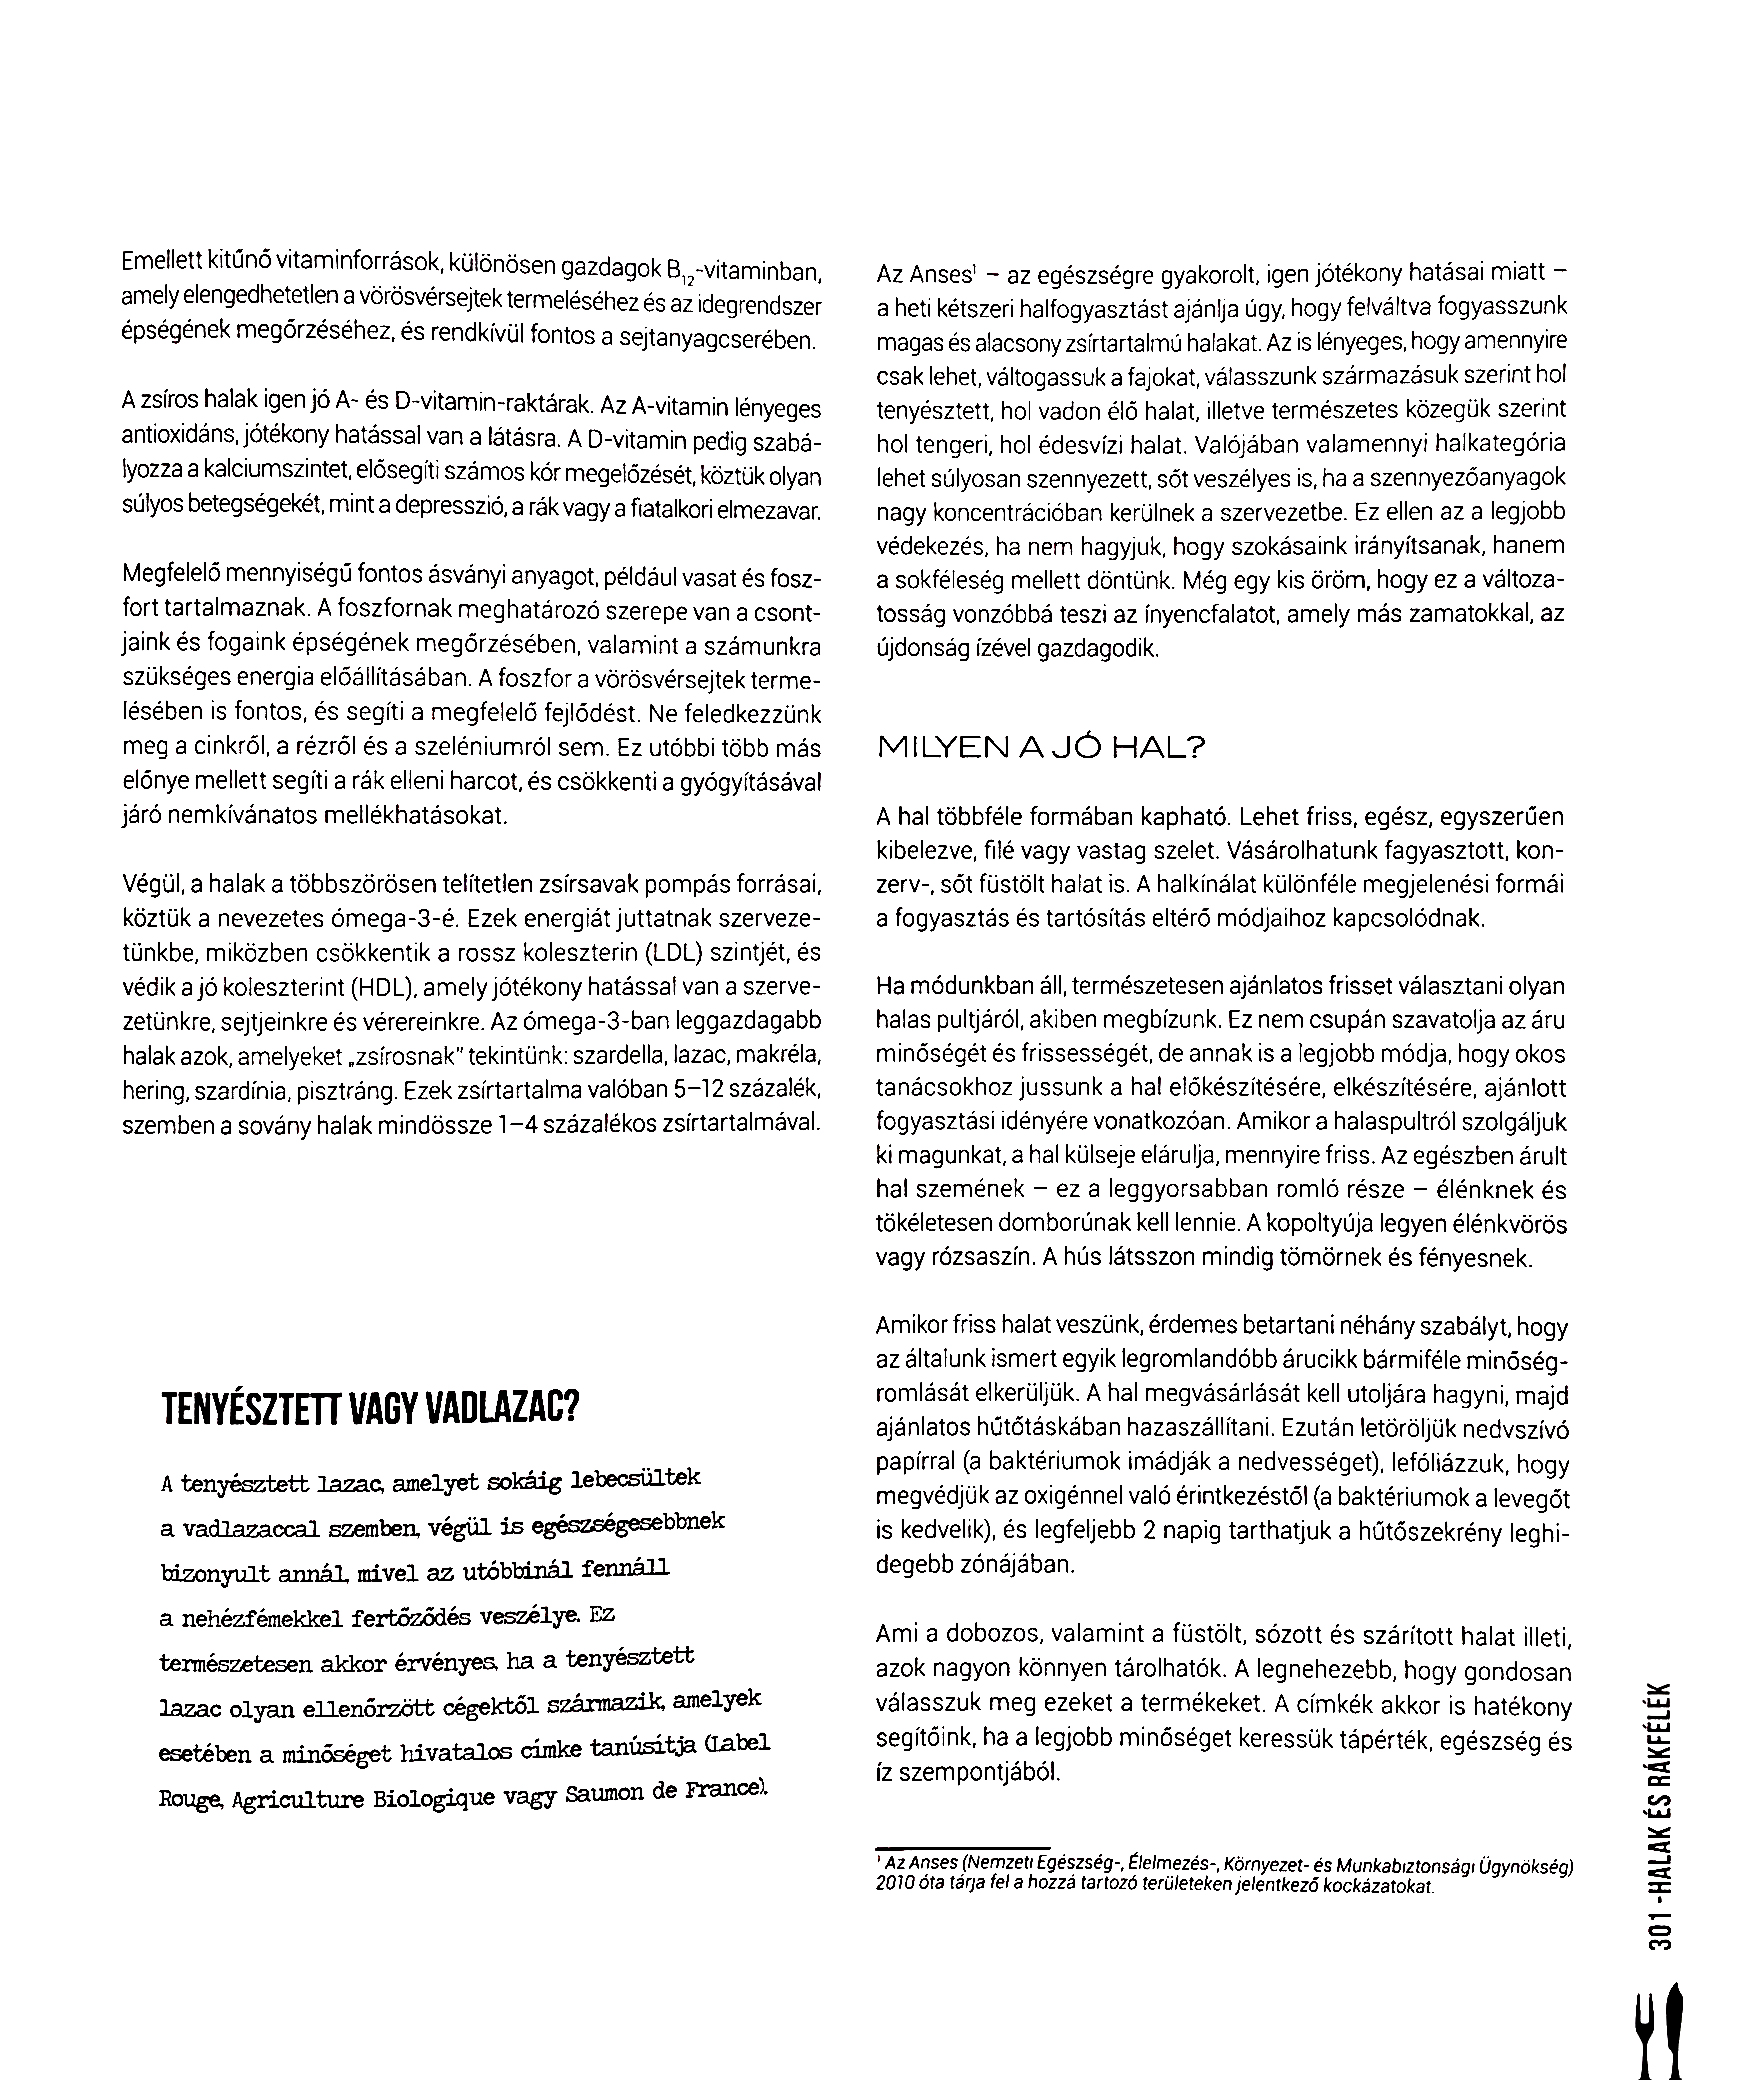 Emellett kitűnő vitaminforrások, különösen gazdagok B₁₂-vitaminban,
amely elengedhetetlen a vörösvérsejtek termeléséhez és az idegrendszer
épségének megőrzéséhez, és rendkívül fontos a sejtanyagcserében.
A zsíros halak igen jó A- és D-vitamin-raktárak. Az A-vitamin lényeges
antioxidáns, jótékony hatással van a látásra. A D-vitamin pedig szabá-
lyozza a kalciumszintet, elősegíti számos kór megelőzését, köztük olyan
súlyos betegségekét, mint a depresszió, a rák vagy a fiatalkori elmezavar.
Megfelelő mennyiségű fontos ásványi anyagot, például vasat és fosz-
fort tartalmaznak. A foszfornak meghatározó szerepe van a csont-
jaink és fogaink épségének megőrzésében, valamint a számunkra
szükséges energia előállításában. A foszfor a vörösvérsejtek terme-
lésében is fontos, és segíti a megfelelő fejlődést. Ne feledkezzünk
meg a cinkről, a rézről és a szeléniumról sem. Ez utóbbi több más
előnye mellett segíti a rák elleni harcot, és csökkenti a gyógyításával
járó nemkívánatos mellékhatásokat.
Végül, a halak a többszörösen telítetlen zsírsavak pompás forrásai,
köztük a nevezetes ómega-3-é. Ezek energiát juttatnak szerveze-
tünkbe, miközben csökkentik a rossz koleszterin (LDL) szintjét, és
védik a jó koleszterint (HDL), amely jótékony hatással van a szerve-
zetünkre, sejtjeinkre és vérereinkre. Az ómega-3-ban leggazdagabb
halak azok, amelyeket „zsírosnak" tekintünk: szardella, lazac, makréla,
hering, szardínia, pisztráng. Ezek zsírtartalma valóban 5–12 százalék,
szemben a sovány halak mindössze 1–4 százalékos zsírtartalmával.
TENYÉSZTETT VAGY VADLAZAC?
A tenyésztett lazac, amelyet sokáig lebecsültek
a vadlazaccal szemben, végül is egészségesebbnek
bizonyult annál, mivel az utóbbinál fennáll
a nehézfémekkel fertőződés veszélye. Ez
természetesen akkor érvényes, ha a tenyésztett
lazac olyan ellenőrzött cégektől származik, amelyek
esetében a minőséget hivatalos címke tanúsítja (Label
Rouge, Agriculture Biologique vagy Saumon de France).
Az Anses¹ – az egészségre gyakorolt, igen jótékony hatásai miatt –
a heti kétszeri halfogyasztást ajánlja úgy, hogy felváltva fogyasszunk
magas és alacsony zsírtartalmú halakat. Az is lényeges, hogy amennyire
csak lehet, váltogassuk a fajokat, válasszunk származásuk szerint hol
tenyésztett, hol vadon élő halat, illetve természetes közegük szerint
hol tengeri, hol édesvízi halat. Valójában valamennyi halkategória
lehet súlyosan szennyezett, sőt veszélyes is, ha a szennyezőanyagok
nagy koncentrációban kerülnek a szervezetbe. Ez ellen az a legjobb
védekezés, ha nem hagyjuk, hogy szokásaink irányítsanak, hanem
a sokféleség mellett döntünk. Még egy kis öröm, hogy ez a változa-
tosság vonzóbbá teszi az ínyencfalatot, amely más zamatokkal, az
újdonság ízével gazdagodik.
MILYEN A JÓ HAL?
A hal többféle formában kapható. Lehet friss, egész, egyszerűen
kibelezve, filé vagy vastag szelet. Vásárolhatunk fagyasztott, kon-
zerv-, sőt füstölt halat is. A halkínálat különféle megjelenési formái
a fogyasztás és tartósítás eltérő módjaihoz kapcsolódnak.
Ha módunkban áll, természetesen ajánlatos frisset választani olyan
halas pultjáról, akiben megbízunk. Ez nem csupán szavatolja az áru
minőségét és frissességét, de annak is a legjobb módja, hogy okos
tanácsokhoz jussunk a hal előkészítésére, elkészítésére, ajánlott
fogyasztási idényére vonatkozóan. Amikor a halaspultról szolgáljuk
ki magunkat, a hal külseje elárulja, mennyire friss. Az egészben árult
hal szemének – ez a leggyorsabban romló része – élénknek és
tökéletesen domborúnak kell lennie. A kopoltyúja legyen élénkvörös
vagy rózsaszín. A hús látsszon mindig tömörnek és fényesnek.
Amikor friss halat veszünk, érdemes betartani néhány szabályt, hogy
az általunk ismert egyik legromlandóbb árucikk bármiféle minőség-
romlását elkerüljük. A hal megvásárlását kell utoljára hagyni, majd
ajánlatos hűtőtáskában hazaszállítani. Ezután letöröljük nedvszívó
papírral (a baktériumok imádják a nedvességet), lefóliázzuk, hogy
megvédjük az oxigénnel való érintkezéstől (a baktériumok a levegőt
is kedvelik), és legfeljebb 2 napig tarthatjuk a hűtőszekrény leghi-
degebb zónájában.
Ami a dobozos, valamint a füstölt, sózott és szárított halat illeti,
azok nagyon könnyen tárolhatók. A legnehezebb, hogy gondosan
válasszuk meg ezeket a termékeket. A címkék akkor is hatékony
segítőink, ha a legjobb minőséget keressük tápérték, egészség és
íz szempontjából.
¹ Az Anses (Nemzeti Egészség-, Élelmezés-, Környezet- és Munkabiztonsági Ügynökség)
2010 óta tárja fel a hozzá tartozó területeken jelentkező kockázatokat.
301 - HALAK ÉS RÁKFÉLÉK